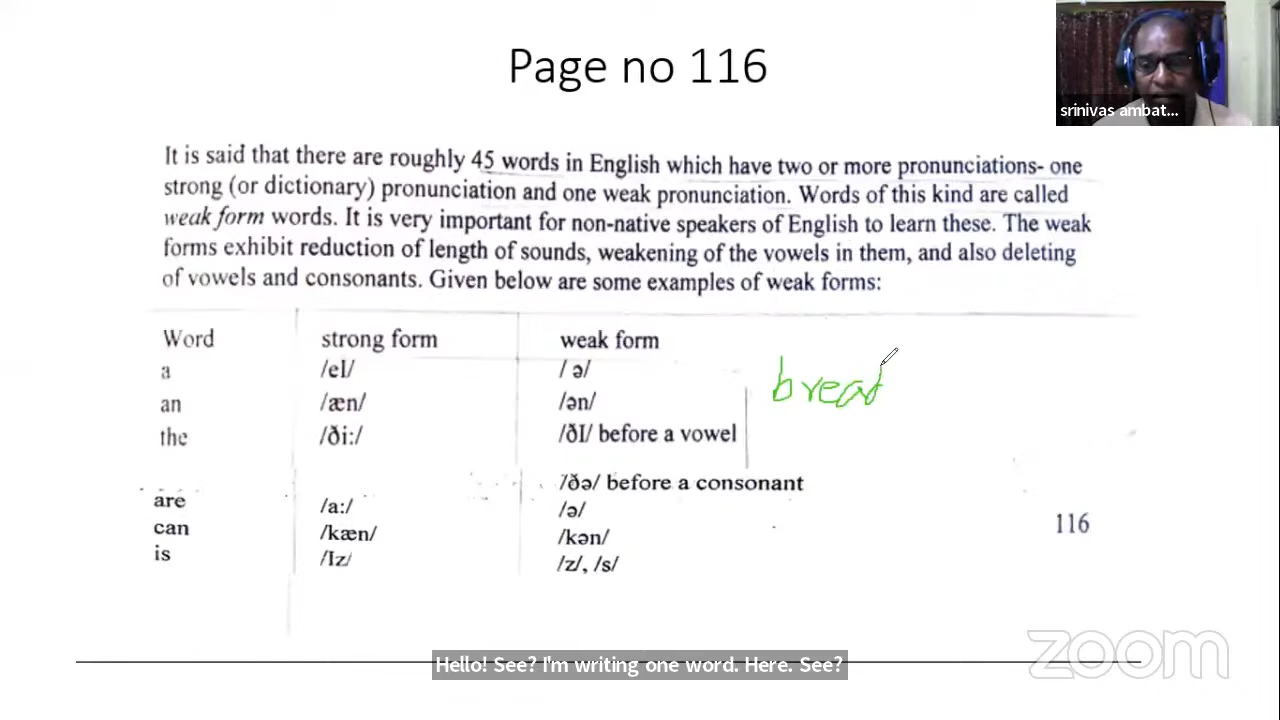 Page no 116
srinivas ambat...
It is said that there are roughly 45 words in English which have two or more pronunciations- one
strong (or dictionary) pronunciation and one weak pronunciation. Words of this kind are called
weak form words. It is very important for non-native speakers of English to learn these. The weak
forms exhibit reduction of length of sounds, weakening of the vowels in them, and also deleting
of vowels and consonants. Given below are some examples of weak forms:
Word strong form weak form
a /eI/ /ə/
an /æn/ /ən/
the /ði:/ /ðI/ before a vowel
/ðə/ before a consonant
are /a:/ /ə/
can /kæn/ /kən/
is /Iz/ /z/, /s/
bread
116
zoom
Hello! See? I'm writing one word. Here. See?